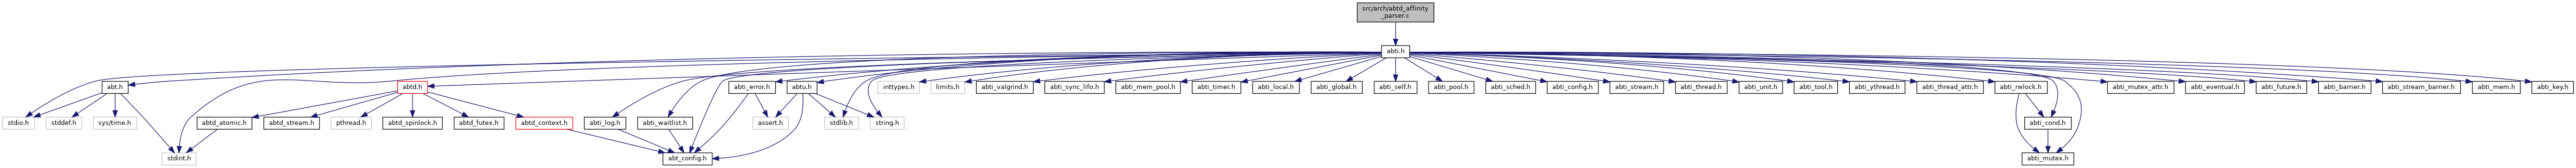 src/arch/abtd_affinity
_parser.c
abti.h
abt.h
abtd.h
abti_error.h
abtu.h
inttypes.h
limits.h
abti_valgrind.h
abti_sync_lifo.h
abti_mem_pool.h
abti_timer.h
abti_local.h
abti_global.h
abti_self.h
abti_pool.h
abti_sched.h
abti_config.h
abti_stream.h
abti_thread.h
abti_unit.h
abti_tool.h
abti_ythread.h
abti_thread_attr.h
abti_rwlock.h
abti_mutex_attr.h
abti_eventual.h
abti_future.h
abti_barrier.h
abti_stream_barrier.h
abti_mem.h
abti_key.h
stdio.h
stddef.h
sys/time.h
abtd_atomic.h
abtd_stream.h
pthread.h
abtd_spinlock.h
abtd_futex.h
abtd_context.h
abti_log.h
abti_waitlist.h
assert.h
stdlib.h
string.h
abti_cond.h
stdint.h
abt_config.h
abti_mutex.h